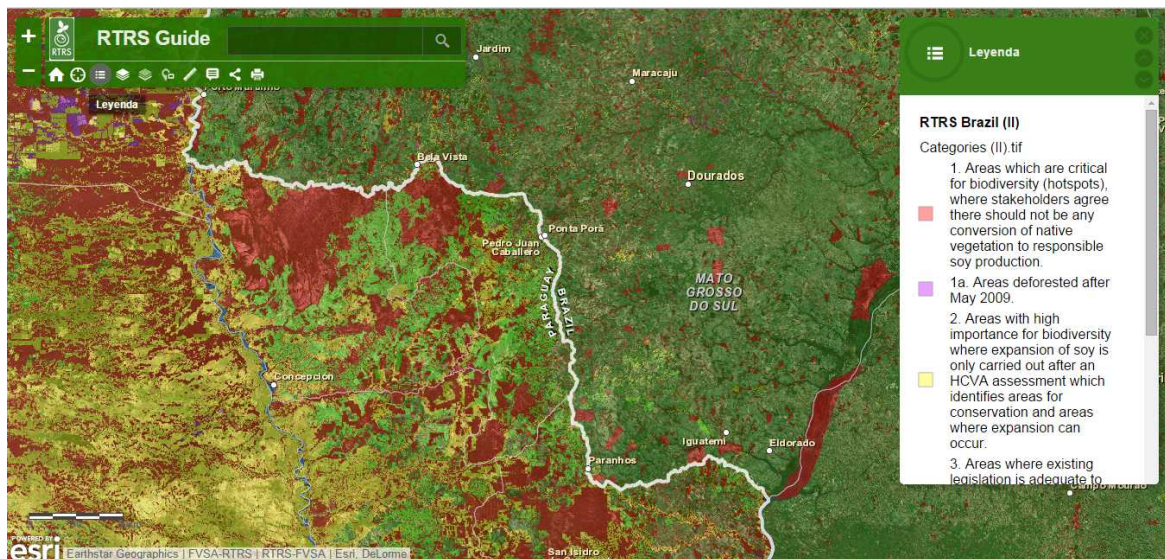 +
RTRS
RTRS Guide
−
Leyenda
Jardim
Maracaju
Bela Vista
Dourados
Ponta Porã
Pedro Juan
Caballero
PARAGUAY
BRAZIL
MATO
GROSSO
DO SUL
Concepcion
Iguatemi
Eldorado
Paranhos
San Isidro
Campo Mourao
Leyenda
RTRS Brazil (II)
Categories (II).tif
1. Areas which are critical
for biodiversity (hotspots),
where stakeholders agree
there should not be any
conversion of native
vegetation to responsible
soy production.
1a. Areas deforested after
May 2009.
2. Areas with high
importance for biodiversity
where expansion of soy is
only carried out after an
HCVA assessment which
identifies areas for
conservation and areas
where expansion can
occur.
3. Areas where existing
legislation is adequate to
POWERED BY
esri
Earthstar Geographics | FVSA-RTRS | RTRS-FVSA | Esri, DeLorme